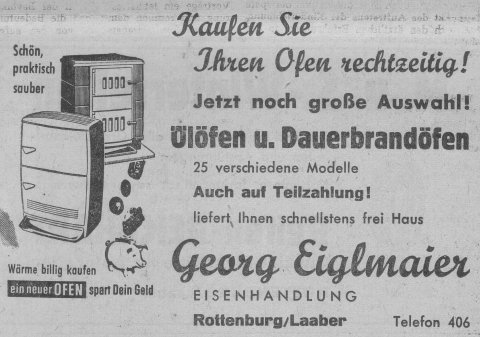 Kaufen Sie
Ihren Ofen rechtzeitig!
Schön,
praktisch
sauber
Jetzt noch große Auswahl!
Ölöfen u. Dauerbrandöfen
25 verschiedene Modelle
Auch auf Teilzahlung!
liefert Ihnen schnellstens frei Haus
Wärme billig kaufen
ein neuer OFEN spart Dein Geld
Georg Eiglmaier
EISENHANDLUNG
Rottenburg/Laaber Telefon 406